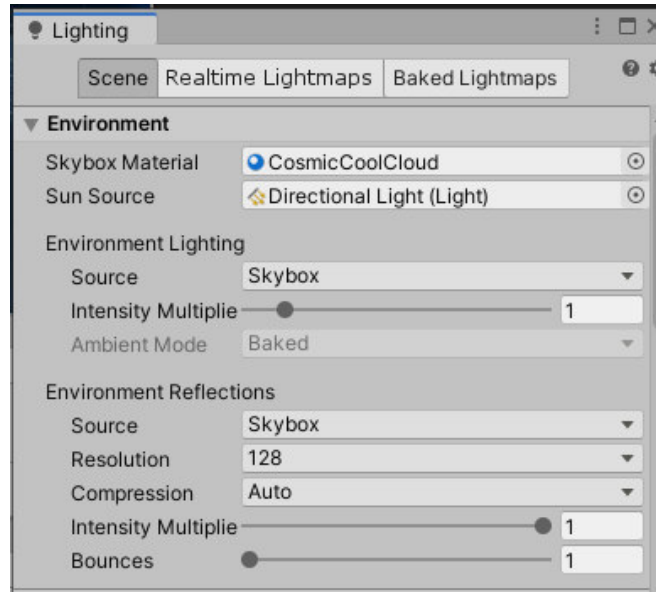 Lighting
Scene Realtime Lightmaps Baked Lightmaps
Environment
Skybox Material CosmicCoolCloud
Sun Source Directional Light (Light)
Environment Lighting
Source Skybox
Intensity Multiplie 1
Ambient Mode Baked
Environment Reflections
Source Skybox
Resolution 128
Compression Auto
Intensity Multiplie 1
Bounces 1